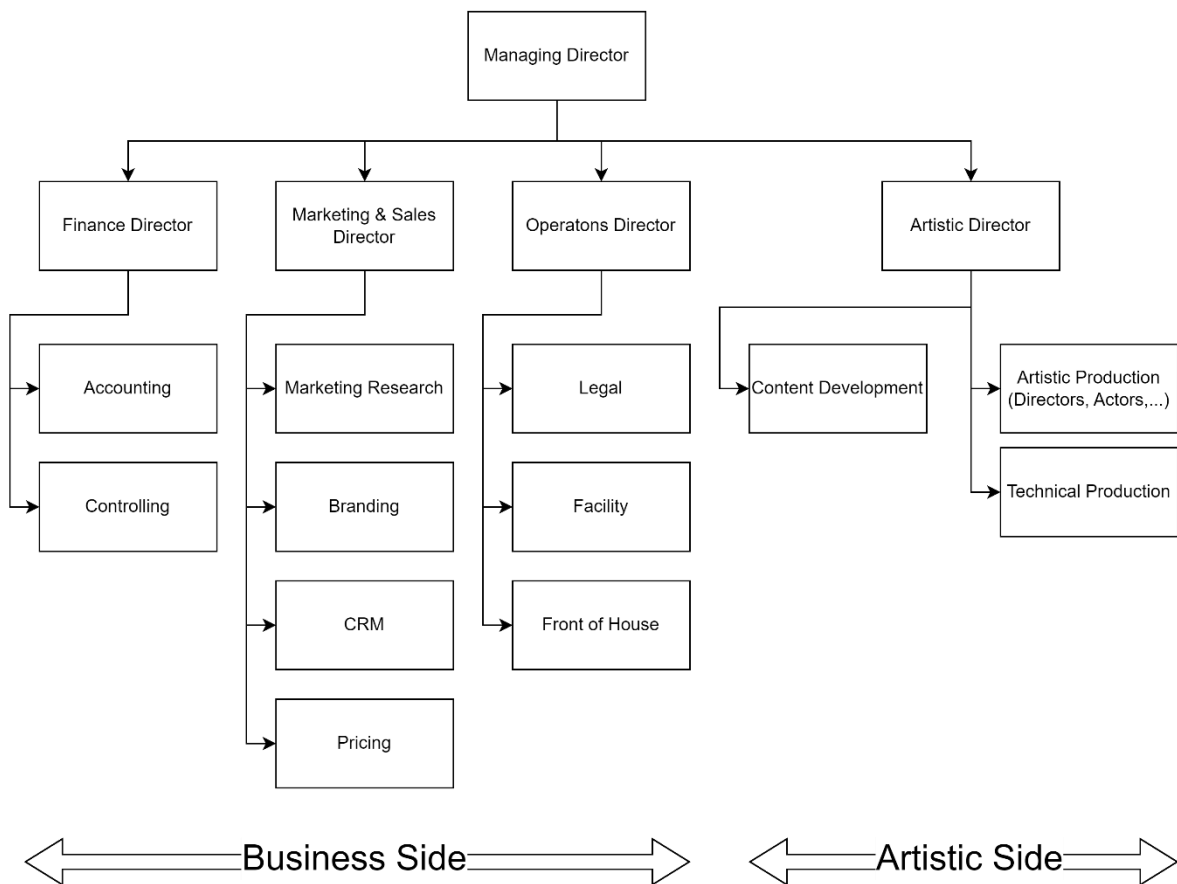 Managing Director
Finance Director
Marketing & Sales
Director
Operatons Director
Artistic Director
Accounting
Marketing Research
Legal
Content Development
Artistic Production
(Directors, Actors,...)
Controlling
Branding
Facility
Technical Production
CRM
Front of House
Pricing
Business Side
Artistic Side